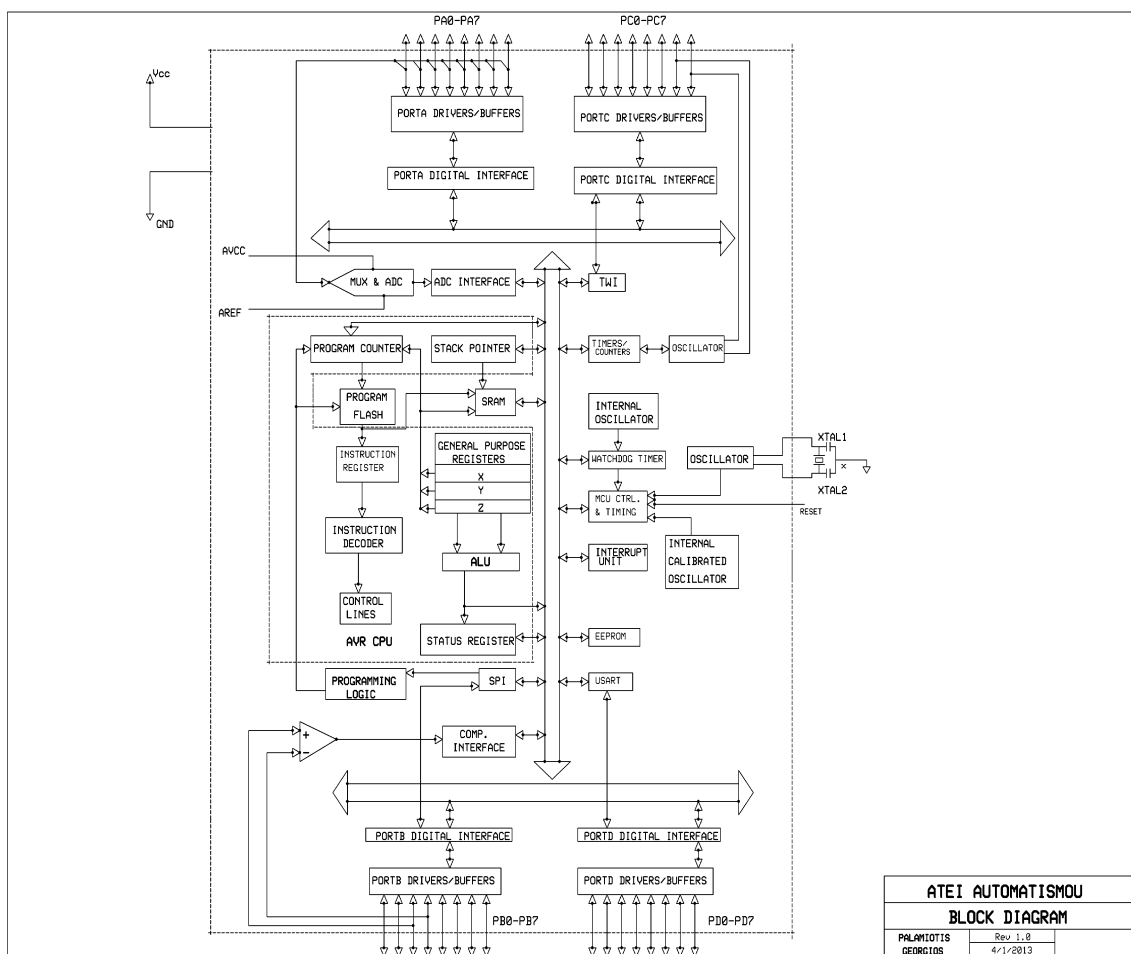 PA0-PA7
PC0-PC7
Vcc
PORTA DRIVERS/BUFFERS
PORTC DRIVERS/BUFFERS
PORTA DIGITAL INTERFACE
PORTC DIGITAL INTERFACE
GND
AVCC
MUX & ADC
ADC INTERFACE
TWI
AREF
PROGRAM COUNTER
STACK POINTER
TIMERS/
COUNTERS
OSCILLATOR
PROGRAM
FLASH
SRAM
INTERNAL
OSCILLATOR
GENERAL PURPOSE
REGISTERS
X
Y
Z
INSTRUCTION
REGISTER
WATCHDOG TIMER
OSCILLATOR
XTAL1
x
XTAL2
MCU CTRL.
& TIMING
RESET
INSTRUCTION
DECODER
ALU
INTERRUPT
UNIT
INTERNAL
CALIBRATED
OSCILLATOR
CONTROL
LINES
AVR CPU
STATUS REGISTER
EEPROM
PROGRAMMING
LOGIC
SPI
USART
+
-
COMP.
INTERFACE
PORTB DIGITAL INTERFACE
PORTD DIGITAL INTERFACE
PORTB DRIVERS/BUFFERS
PORTD DRIVERS/BUFFERS
PB0-PB7
PD0-PD7
ATEI AUTOMATISMOU
BLOCK DIAGRAM
PALAMIOTIS
GEORGIOS
Rev 1.0
4/1/2013